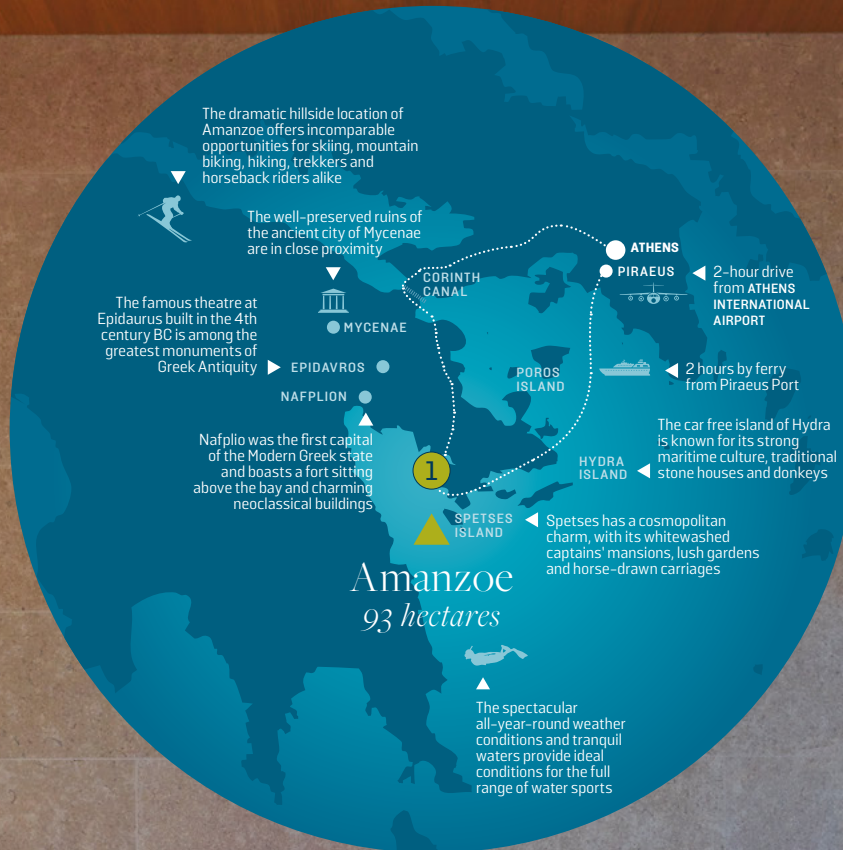 The dramatic hillside location of
Amanzoe offers incomparable
opportunities for skiing, mountain
biking, hiking, trekkers and
horseback riders alike
The well-preserved ruins of
the ancient city of Mycenae
are in close proximity
ATHENS
PIRAEUS
2-hour drive
from ATHENS
INTERNATIONAL
AIRPORT
CORINTH
CANAL
The famous theatre at
Epidaurus built in the 4th
century BC is among the
greatest monuments of
Greek Antiquity
MYCENAE
EPIDAVROS
NAFPLION
POROS
ISLAND
2 hours by ferry
from Piraeus Port
Nafplio was the first capital
of the Modern Greek state
and boasts a fort sitting
above the bay and charming
neoclassical buildings
The car free island of Hydra
is known for its strong
maritime culture, traditional
stone houses and donkeys
HYDRA
ISLAND
1
SPETSES
ISLAND
Spetses has a cosmopolitan
charm, with its whitewashed
captains' mansions, lush gardens
and horse-drawn carriages
Amanzoe
93 hectares
The spectacular
all-year-round weather
conditions and tranquil
waters provide ideal
conditions for the full
range of water sports